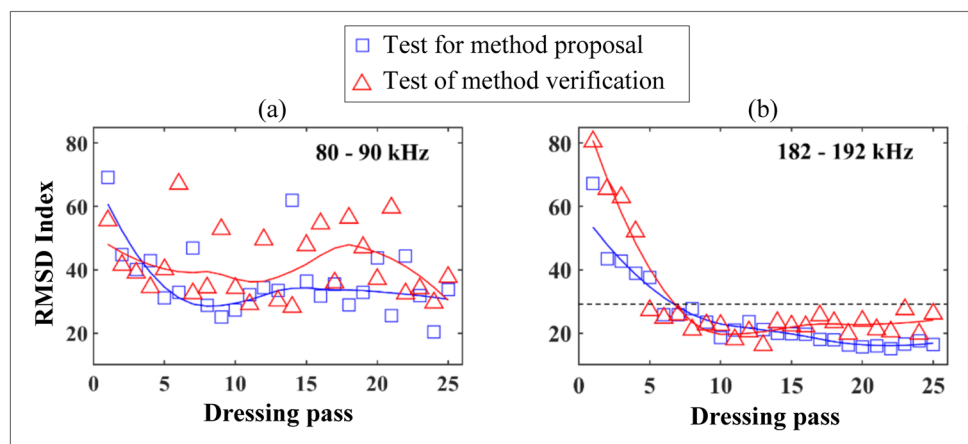 Test for method proposal
Test of method verification
(a)
(b)
80 - 90 kHz
182 - 192 kHz
RMSD Index
80
60
40
20
80
60
40
20
0 5 10 15 20 25
0 5 10 15 20 25
Dressing pass
Dressing pass